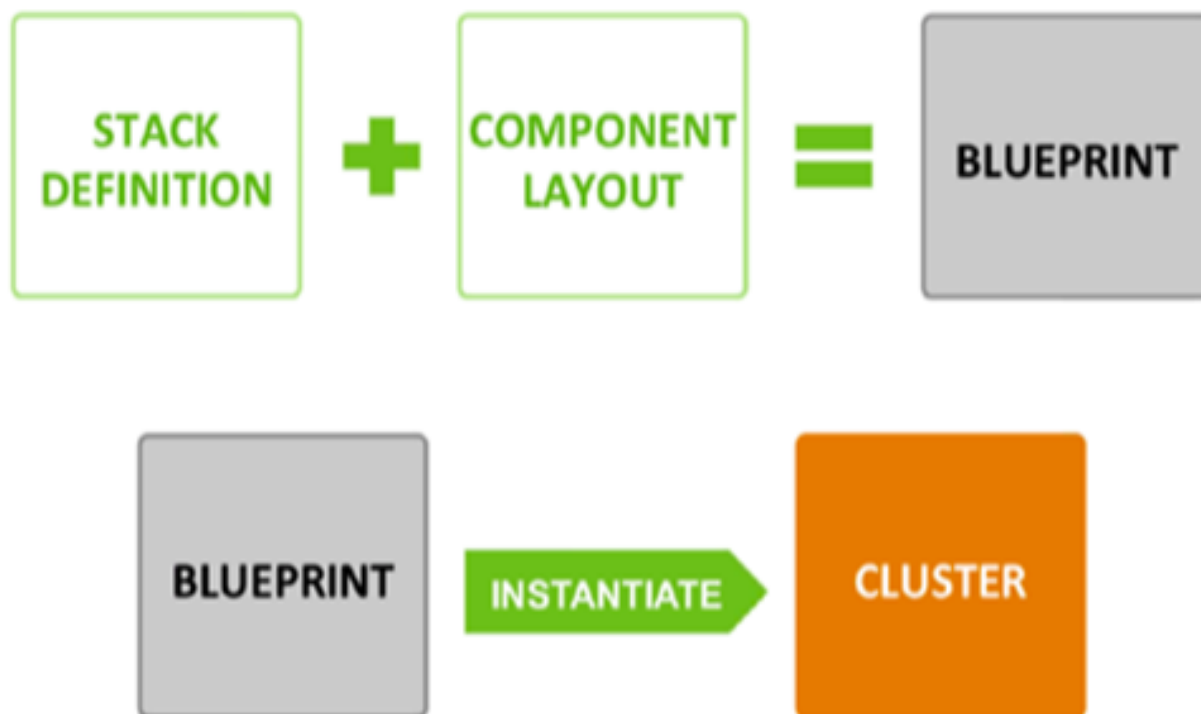 STACK
DEFINITION
COMPONENT
LAYOUT
BLUEPRINT
BLUEPRINT
INSTANTIATE
CLUSTER